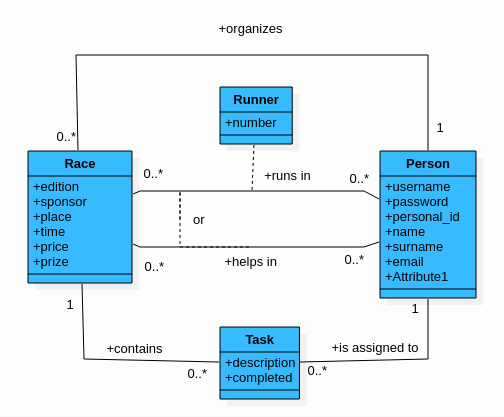 +organizes
Runner
+number
1
0..*
Race
+edition
+sponsor
+place
+time
+price
+prize
Person
+username
+password
+personal_id
+name
+surname
+email
+Attribute1
0..*
+runs in
0..*
or
0..*
+helps in
0..*
1
1
+contains
0..*
Task
+description
+completed
+is assigned to
0..*